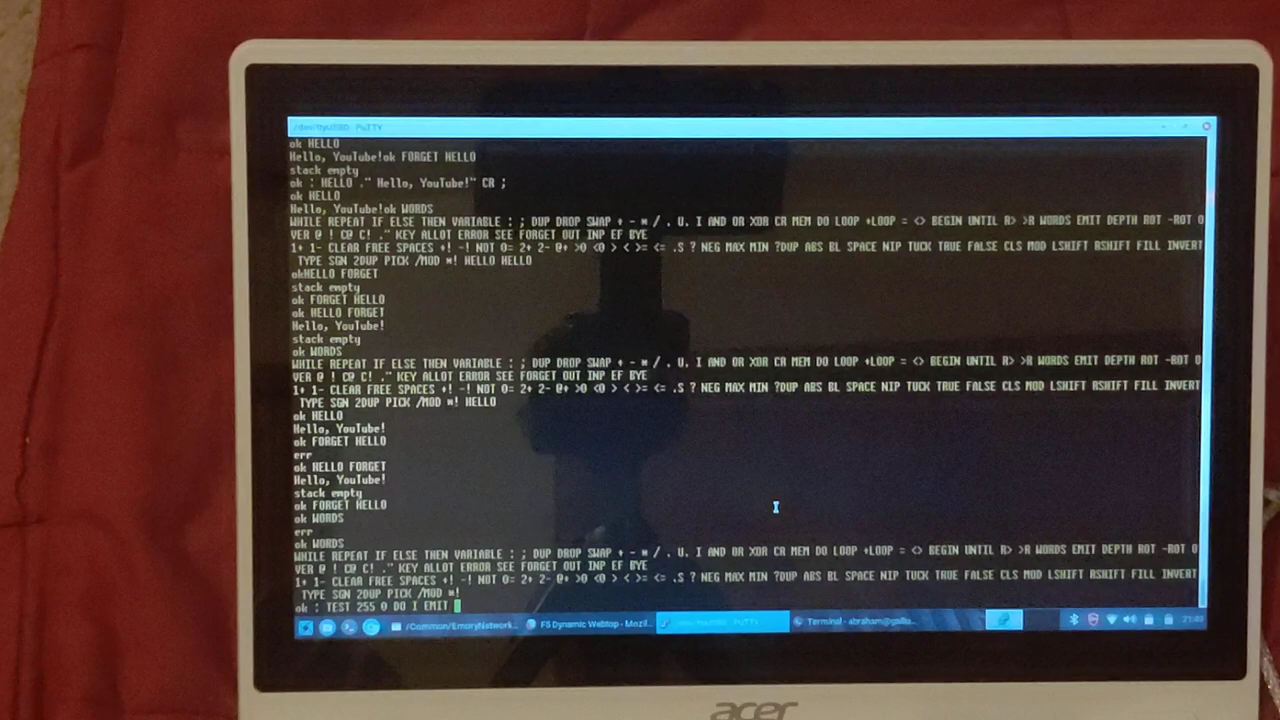 /dev/ttyUSB0 - PuTTY
ok HELLO
Hello, YouTube!ok FORGET HELLO
stack empty
ok : HELLO ." Hello, YouTube!" CR ;
ok HELLO
Hello, YouTube!ok WORDS
WHILE REPEAT IF ELSE THEN VARIABLE : ; DUP DROP SWAP + - * / . U. I AND OR XOR CR MEM DO LOOP +LOOP = <> BEGIN UNTIL R> >R WORDS EMIT DEPTH ROT -ROT O
VER @ ! C@ C! ." KEY ALLOT ERROR SEE FORGET OUT INP EF BYE
1+ 1- CLEAR FREE SPACES +! -! NOT 0= 2+ 2- @+ >0 <0 > < >= <= .S ? NEG MAX MIN ?DUP ABS BL SPACE NIP TUCK TRUE FALSE CLS MOD LSHIFT RSHIFT FILL INVERT
TYPE SGN 2DUP PICK /MOD *! HELLO HELLO
okHELLO FORGET
stack empty
ok FORGET HELLO
ok HELLO FORGET
Hello, YouTube!
stack empty
ok WORDS
WHILE REPEAT IF ELSE THEN VARIABLE : ; DUP DROP SWAP + - * / . U. I AND OR XOR CR MEM DO LOOP +LOOP = <> BEGIN UNTIL R> >R WORDS EMIT DEPTH ROT -ROT O
VER @ ! C@ C! ." KEY ALLOT ERROR SEE FORGET OUT INP EF BYE
1+ 1- CLEAR FREE SPACES +! -! NOT 0= 2+ 2- @+ >0 <0 > < >= <= .S ? NEG MAX MIN ?DUP ABS BL SPACE NIP TUCK TRUE FALSE CLS MOD LSHIFT RSHIFT FILL INVERT
TYPE SGN 2DUP PICK /MOD *! HELLO
ok HELLO
Hello, YouTube!
ok FORGET HELLO
err
ok HELLO FORGET
Hello, YouTube!
stack empty
ok FORGET HELLO
ok WORDS
err
ok WORDS
WHILE REPEAT IF ELSE THEN VARIABLE : ; DUP DROP SWAP + - * / . U. I AND OR XOR CR MEM DO LOOP +LOOP = <> BEGIN UNTIL R> >R WORDS EMIT DEPTH ROT -ROT O
VER @ ! C@ C! ." KEY ALLOT ERROR SEE FORGET OUT INP EF BYE
1+ 1- CLEAR FREE SPACES +! -! NOT 0= 2+ 2- @+ >0 <0 > < >= <= .S ? NEG MAX MIN ?DUP ABS BL SPACE NIP TUCK TRUE FALSE CLS MOD LSHIFT RSHIFT FILL INVERT
TYPE SGN 2DUP PICK /MOD *!
ok : TEST 255 0 DO I EMIT
/Common/EmoryNetwork... F5 Dynamic Webtop - Mozil... /dev/ttyUSB0 - PuTTY Terminal - abraham@galli... 21:49
acer